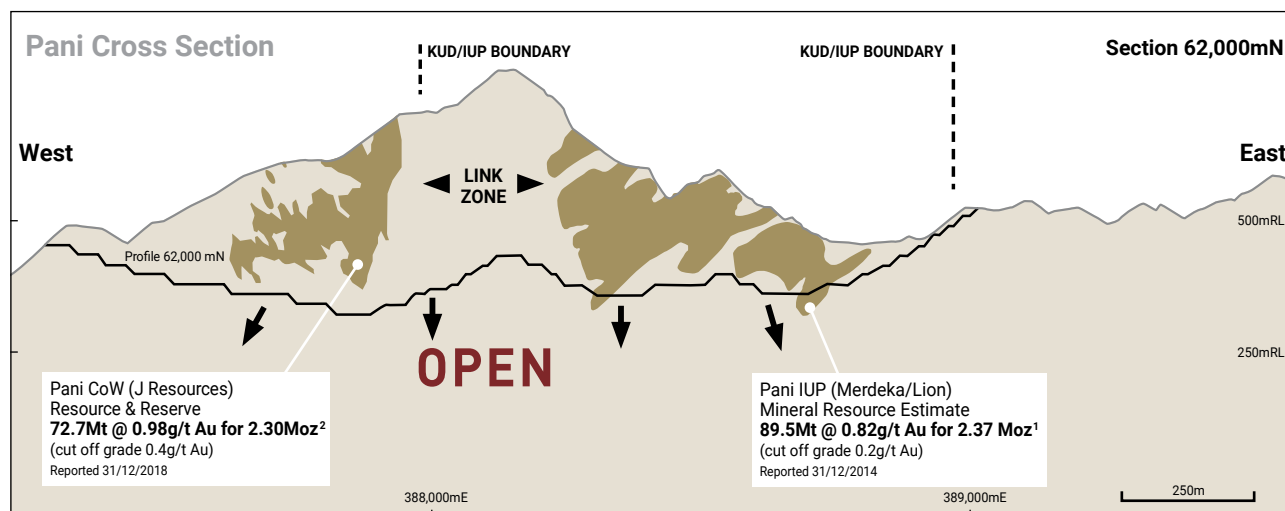 Pani Cross Section
KUD/IUP BOUNDARY
KUD/IUP BOUNDARY
Section 62,000mN
West
East
LINK
ZONE
500mRL
Profile 62,000 mN
OPEN
250mRL
Pani CoW (J Resources)
Resource & Reserve
72.7Mt @ 0.98g/t Au for 2.30Moz²
(cut off grade 0.4g/t Au)
Reported 31/12/2018
Pani IUP (Merdeka/Lion)
Mineral Resource Estimate
89.5Mt @ 0.82g/t Au for 2.37 Moz¹
(cut off grade 0.2g/t Au)
Reported 31/12/2014
388,000mE
389,000mE
250m